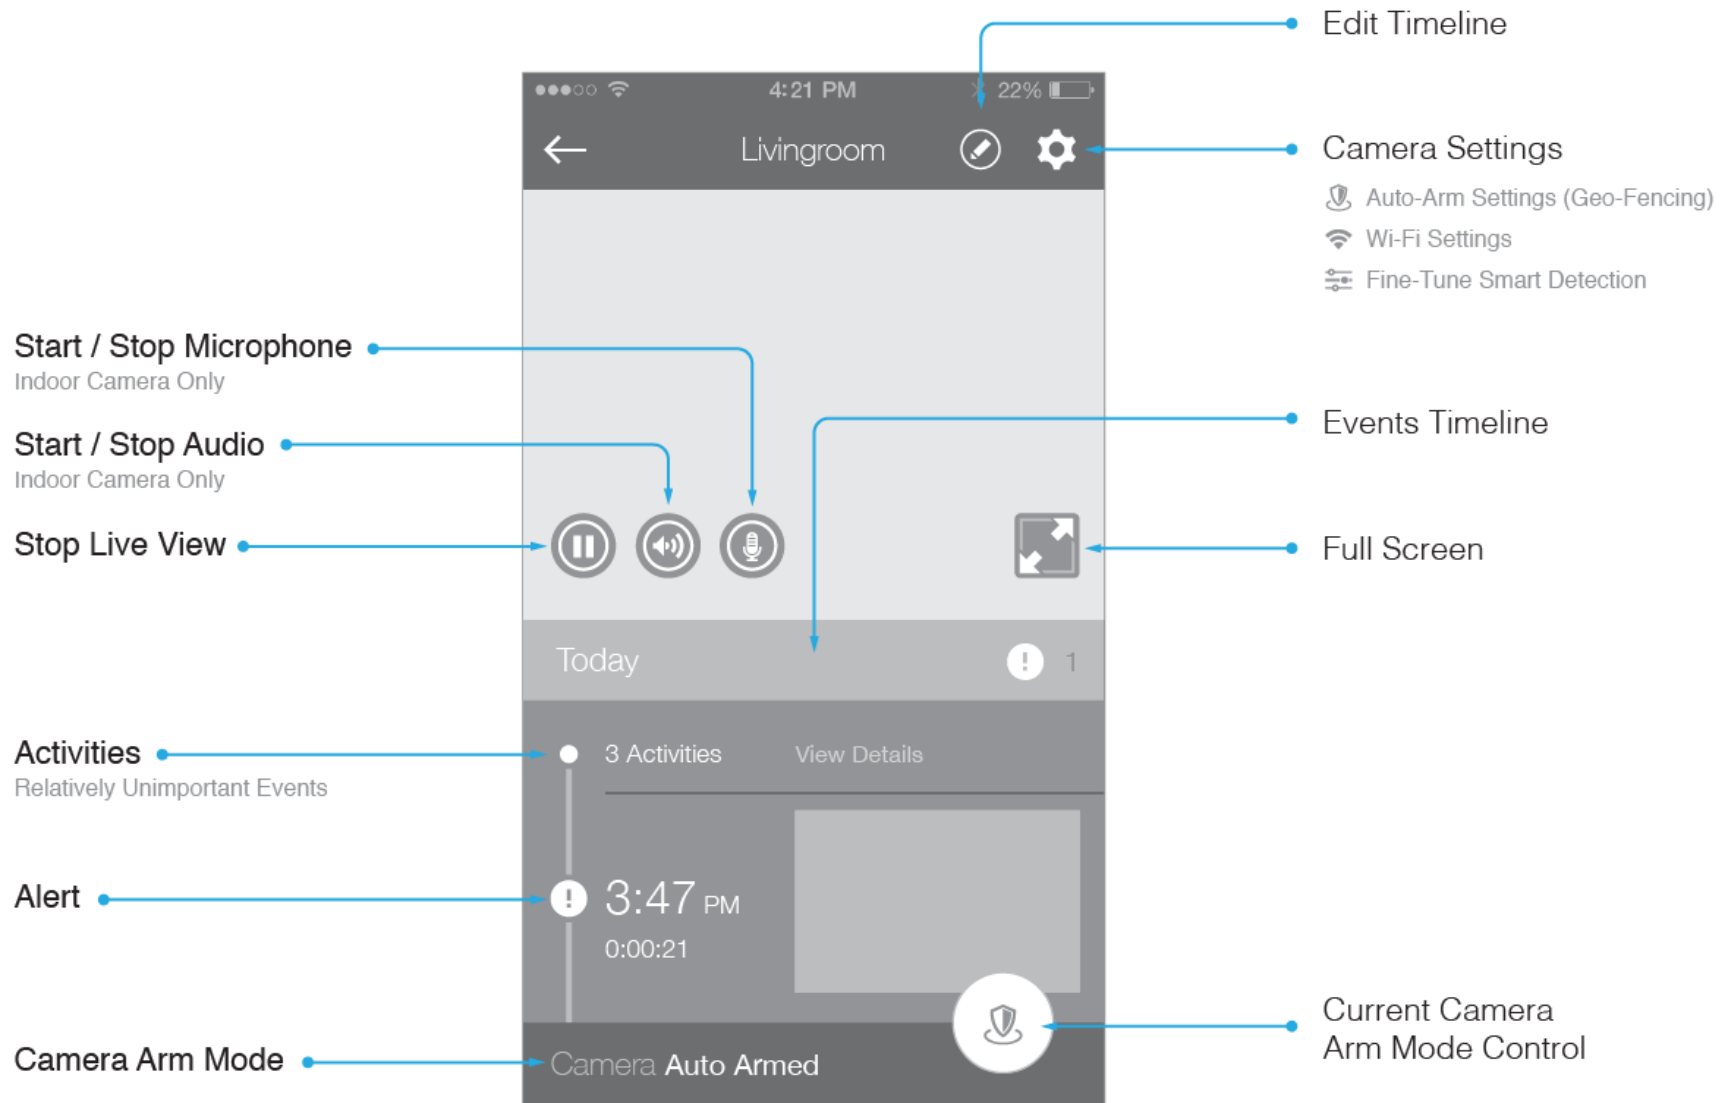 Edit Timeline
4:21 PM
22%
Livingroom
Camera Settings
Auto-Arm Settings (Geo-Fencing)
Wi-Fi Settings
Fine-Tune Smart Detection
Start / Stop Microphone
Indoor Camera Only
Start / Stop Audio
Indoor Camera Only
Stop Live View
Events Timeline
Full Screen
Today
! 1
Activities
Relatively Unimportant Events
3 Activities
View Details
Alert
!
3:47 PM
0:00:21
Camera Arm Mode
Camera Auto Armed
Current Camera
Arm Mode Control